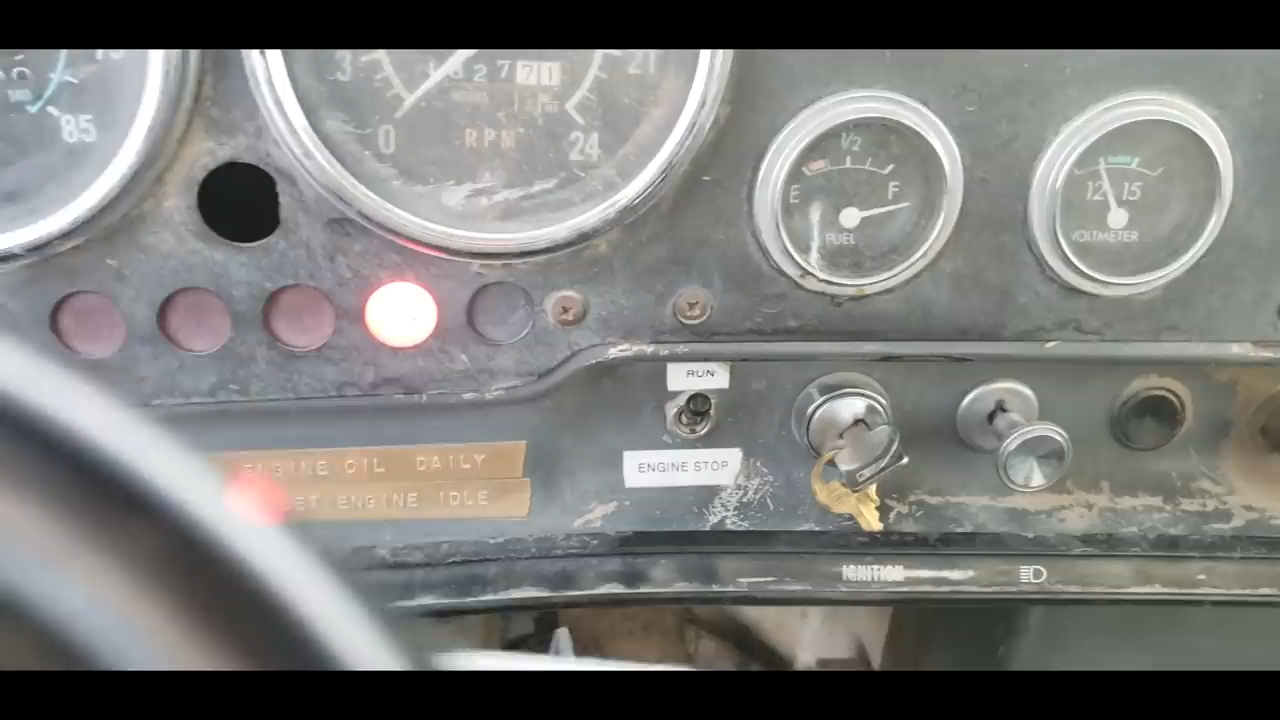 85
3
2771
21
0
RPM
24
E
1/2
F
FUEL
12 15
VOLTMETER
RUN
ENGINE STOP
ENGINE OIL DAILY
ENGINE IDLE
IGNITION